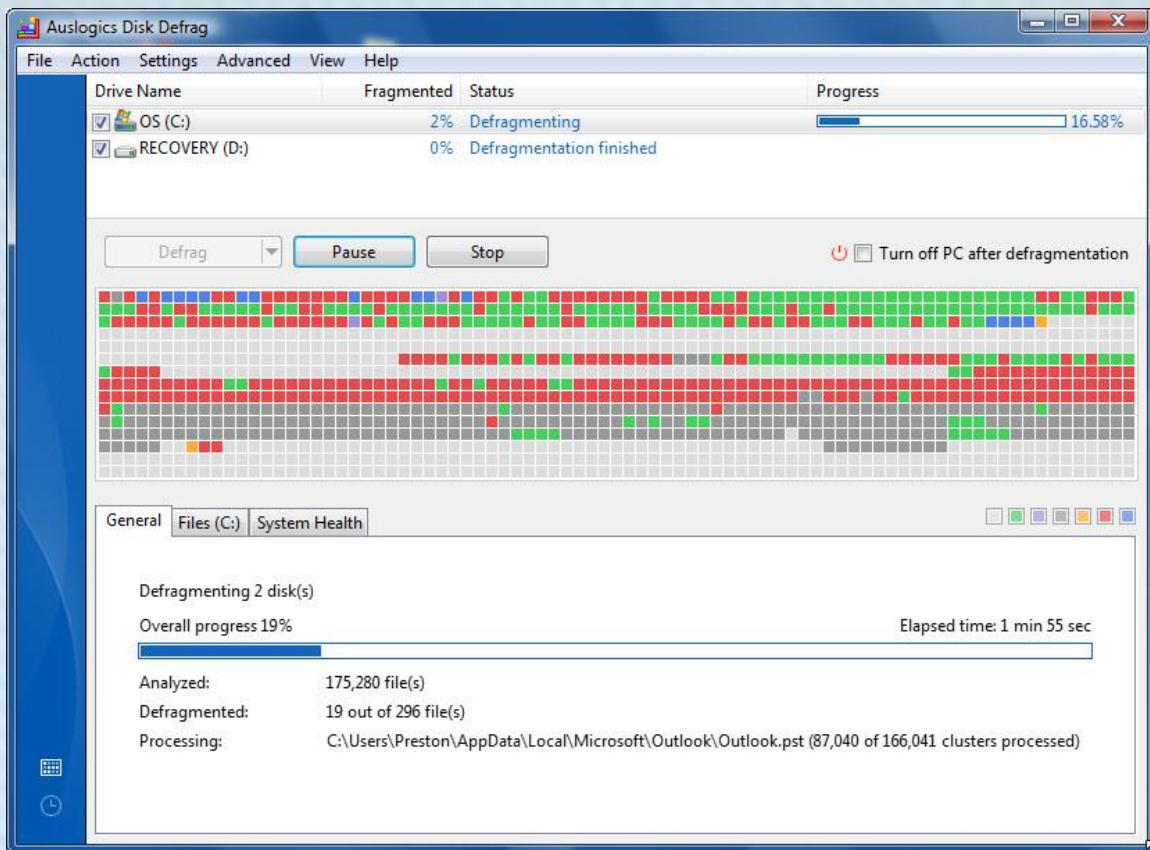 Auslogics Disk Defrag
File Action Settings Advanced View Help
Drive Name Fragmented Status Progress
OS (C:) 2% Defragmenting 16.58%
RECOVERY (D:) 0% Defragmentation finished
Defrag Pause Stop Turn off PC after defragmentation
General Files (C:) System Health
Defragmenting 2 disk(s)
Overall progress 19% Elapsed time: 1 min 55 sec
Analyzed: 175,280 file(s)
Defragmented: 19 out of 296 file(s)
Processing: C:\Users\Preston\AppData\Local\Microsoft\Outlook\Outlook.pst (87,040 of 166,041 clusters processed)